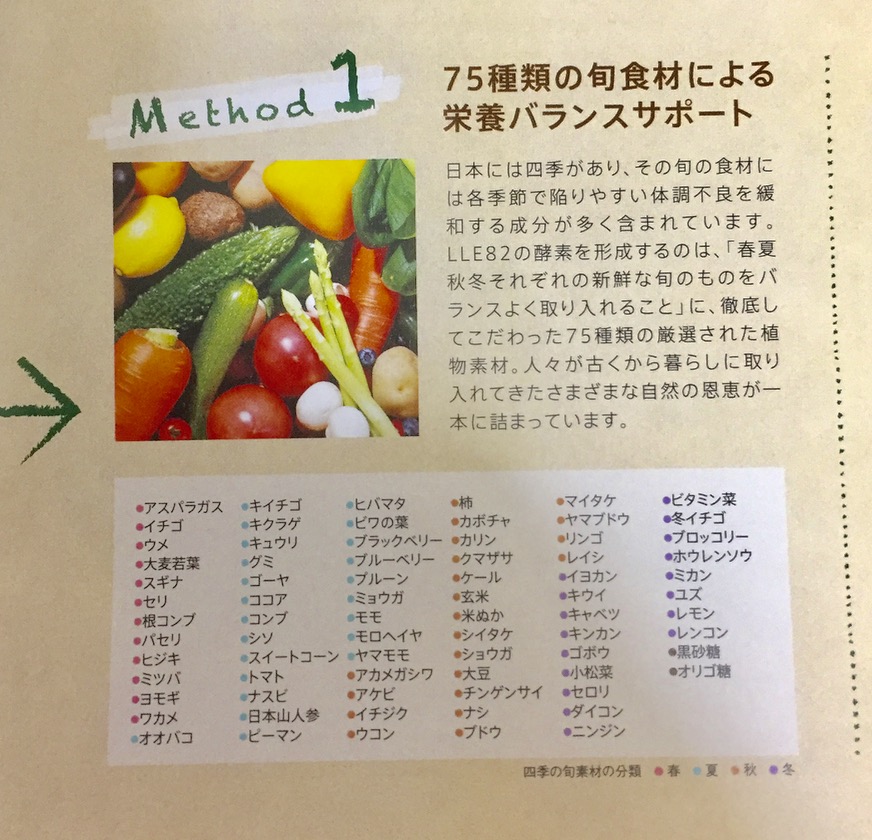 Method 1
75種類の旬食材による
栄養バランスサポート
日本には四季があり、その旬の食材に
は各季節で陥りやすい体調不良を緩
和する成分が多く含まれています。
LLE82の酵素を形成するのは、「春夏
秋冬それぞれの新鮮な旬のものをバ
ランスよく取り入れること」に、徹底し
てこだわった75種類の厳選された植
物素材。人々が古くから暮らしに取り
入れてきたさまざまな自然の恩恵が一
本に詰まっています。
●アスパラガス
●イチゴ
●ウメ
●大麦若葉
●スギナ
●セリ
●根コンブ
●パセリ
●ヒジキ
●ミツバ
●ヨモギ
●ワカメ
●オオバコ
●キイチゴ
●キクラゲ
●キュウリ
●グミ
●ゴーヤ
●ココア
●コンブ
●シソ
●スイートコーン
●トマト
●ナスビ
●日本山人参
●ピーマン
●ヒバマタ
●ビワの葉
●ブラックベリー
●ブルーベリー
●プルーン
●ミョウガ
●モモ
●モロヘイヤ
●ヤマモモ
●アカメガシワ
●アケビ
●イチジク
●ウコン
●柿
●カボチャ
●カリン
●クマザサ
●ケール
●玄米
●米ぬか
●シイタケ
●ショウガ
●大豆
●チンゲンサイ
●ナシ
●ブドウ
●マイタケ
●ヤマブドウ
●リンゴ
●レイシ
●イヨカン
●キウイ
●キャベツ
●キンカン
●ゴボウ
●小松菜
●セロリ
●ダイコン
●ニンジン
●ビタミン菜
●冬イチゴ
●ブロッコリー
●ホウレンソウ
●ミカン
●ユズ
●レモン
●レンコン
●黒砂糖
●オリゴ糖
四季の旬素材の分類 ●春 ●夏 ●秋 ●冬